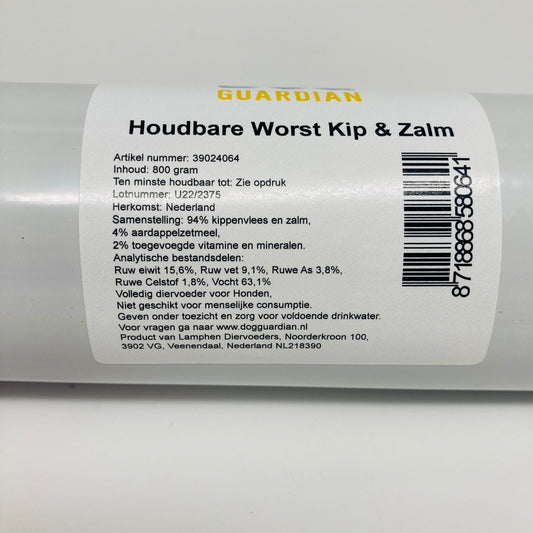 GUARDIAN
Houdbare Worst Kip & Zalm
Artikel nummer: 39024064
Inhoud: 800 gram
Ten minste houdbaar tot: Zie opdruk
Lotnummer: U22/2375
Herkomst: Nederland
Samenstelling: 94% kippenvlees en zalm,
4% aardappelzetmeel,
2% toegevoegde vitamine en mineralen.
Analytische bestandsdelen:
Ruw eiwit 15,6%, Ruw vet 9,1%, Ruwe As 3,8%,
Ruwe Celstof 1,8%, Vocht 63,1%
Volledig diervoeder voor Honden,
Niet geschikt voor menselijke consumptie.
Geven onder toezicht en zorg voor voldoende drinkwater.
Voor vragen ga naar www.dogguardian.nl
Product van Lamphen Diervoeders, Noorderkroon 100,
3902 VG, Veenendaal, Nederland NL218390
8718868580641